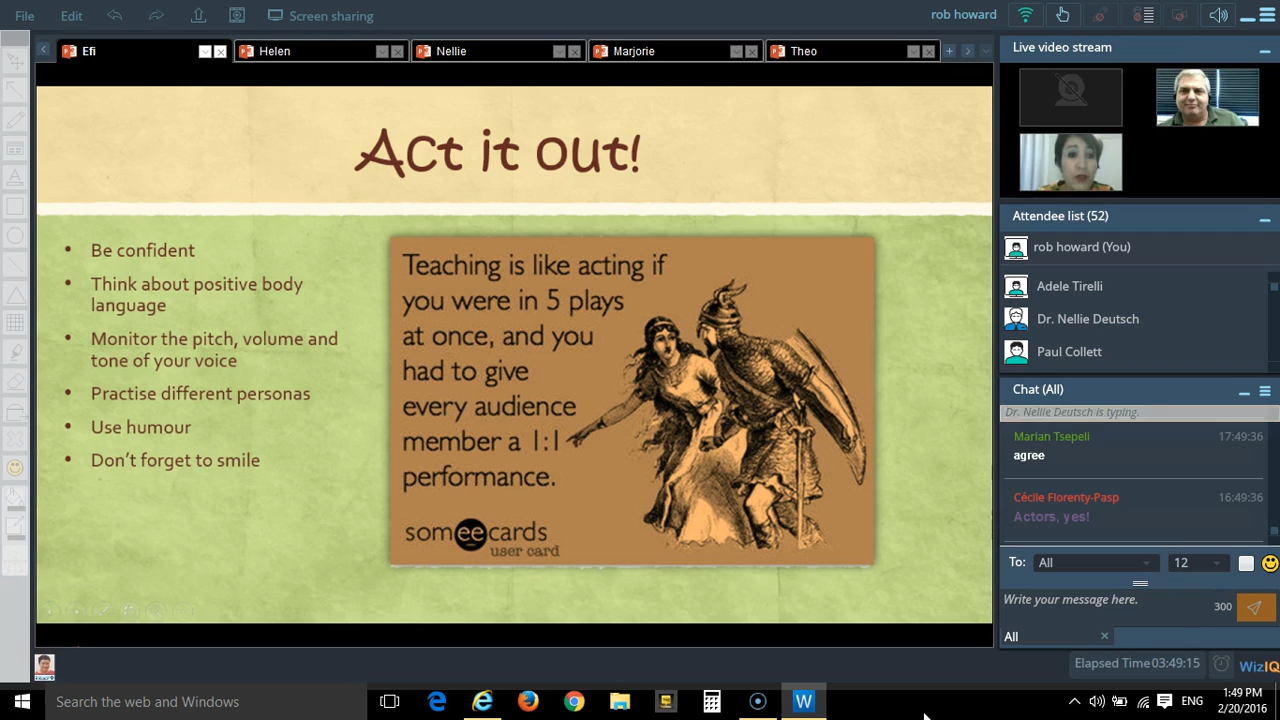 File Edit Screen sharing rob howard
Efi Helen Nellie Marjorie Theo
Live video stream
Act it out!
• Be confident
• Think about positive body
language
• Monitor the pitch, volume and
tone of your voice
• Practise different personas
• Use humour
• Don't forget to smile
Teaching is like acting if
you were in 5 plays
at once, and you
had to give
every audience
member a 1:1
performance.
someecards
user card
Attendee list (52)
rob howard (You)
Adele Tirelli
Dr. Nellie Deutsch
Paul Collett
Chat (All)
Dr. Nellie Deutsch is typing.
Marian Tsepeli 17:49:36
agree
Cécile Florenty-Pasp 16:49:36
Actors, yes!
To: All 12
Write your message here. 300
All
Elapsed Time 03:49:15 WizIQ
Search the web and Windows
ENG
1:49 PM
2/20/2016